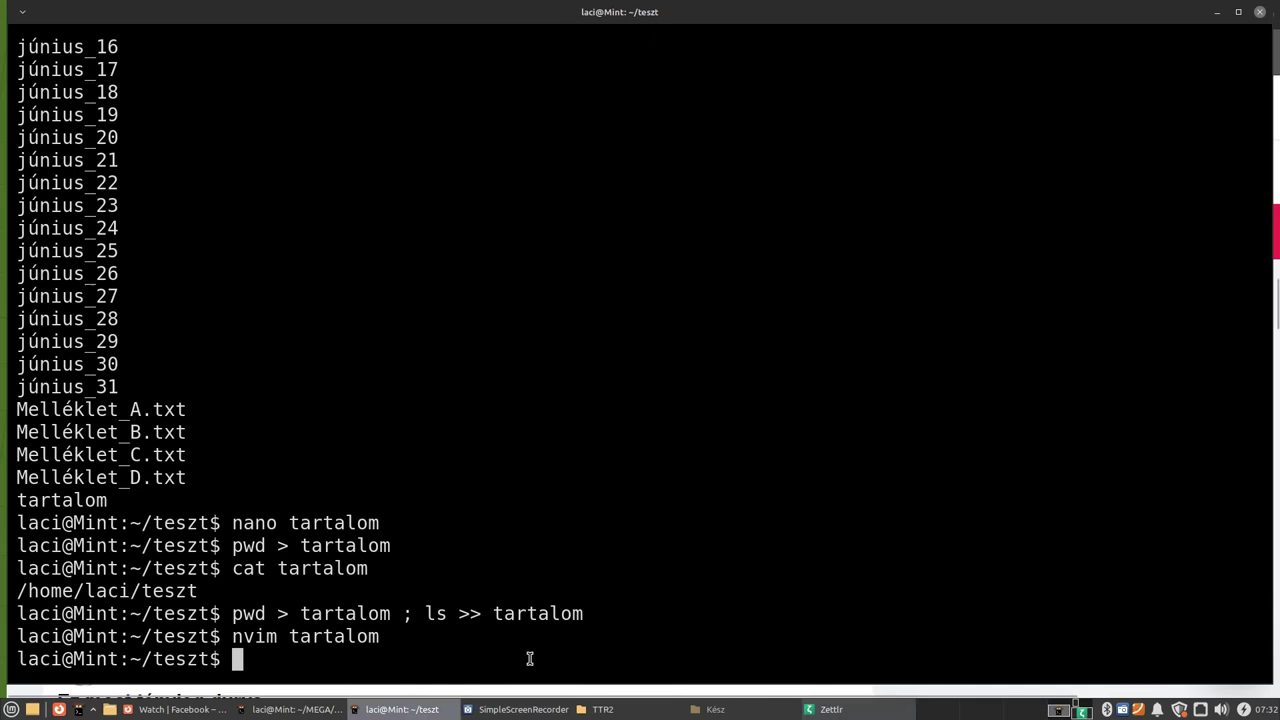 laci@Mint: ~/teszt
június_16
június_17
június_18
június_19
június_20
június_21
június_22
június_23
június_24
június_25
június_26
június_27
június_28
június_29
június_30
június_31
Melléklet_A.txt
Melléklet_B.txt
Melléklet_C.txt
Melléklet_D.txt
tartalom
laci@Mint:~/teszt$ nano tartalom
laci@Mint:~/teszt$ pwd > tartalom
laci@Mint:~/teszt$ cat tartalom
/home/laci/teszt
laci@Mint:~/teszt$ pwd > tartalom ; ls >> tartalom
laci@Mint:~/teszt$ nvim tartalom
laci@Mint:~/teszt$
Watch | Facebook – ... laci@Mint: ~/MEGA/... laci@Mint: ~/teszt SimpleScreenRecorder TTR2 Kész Zettlr 07:32